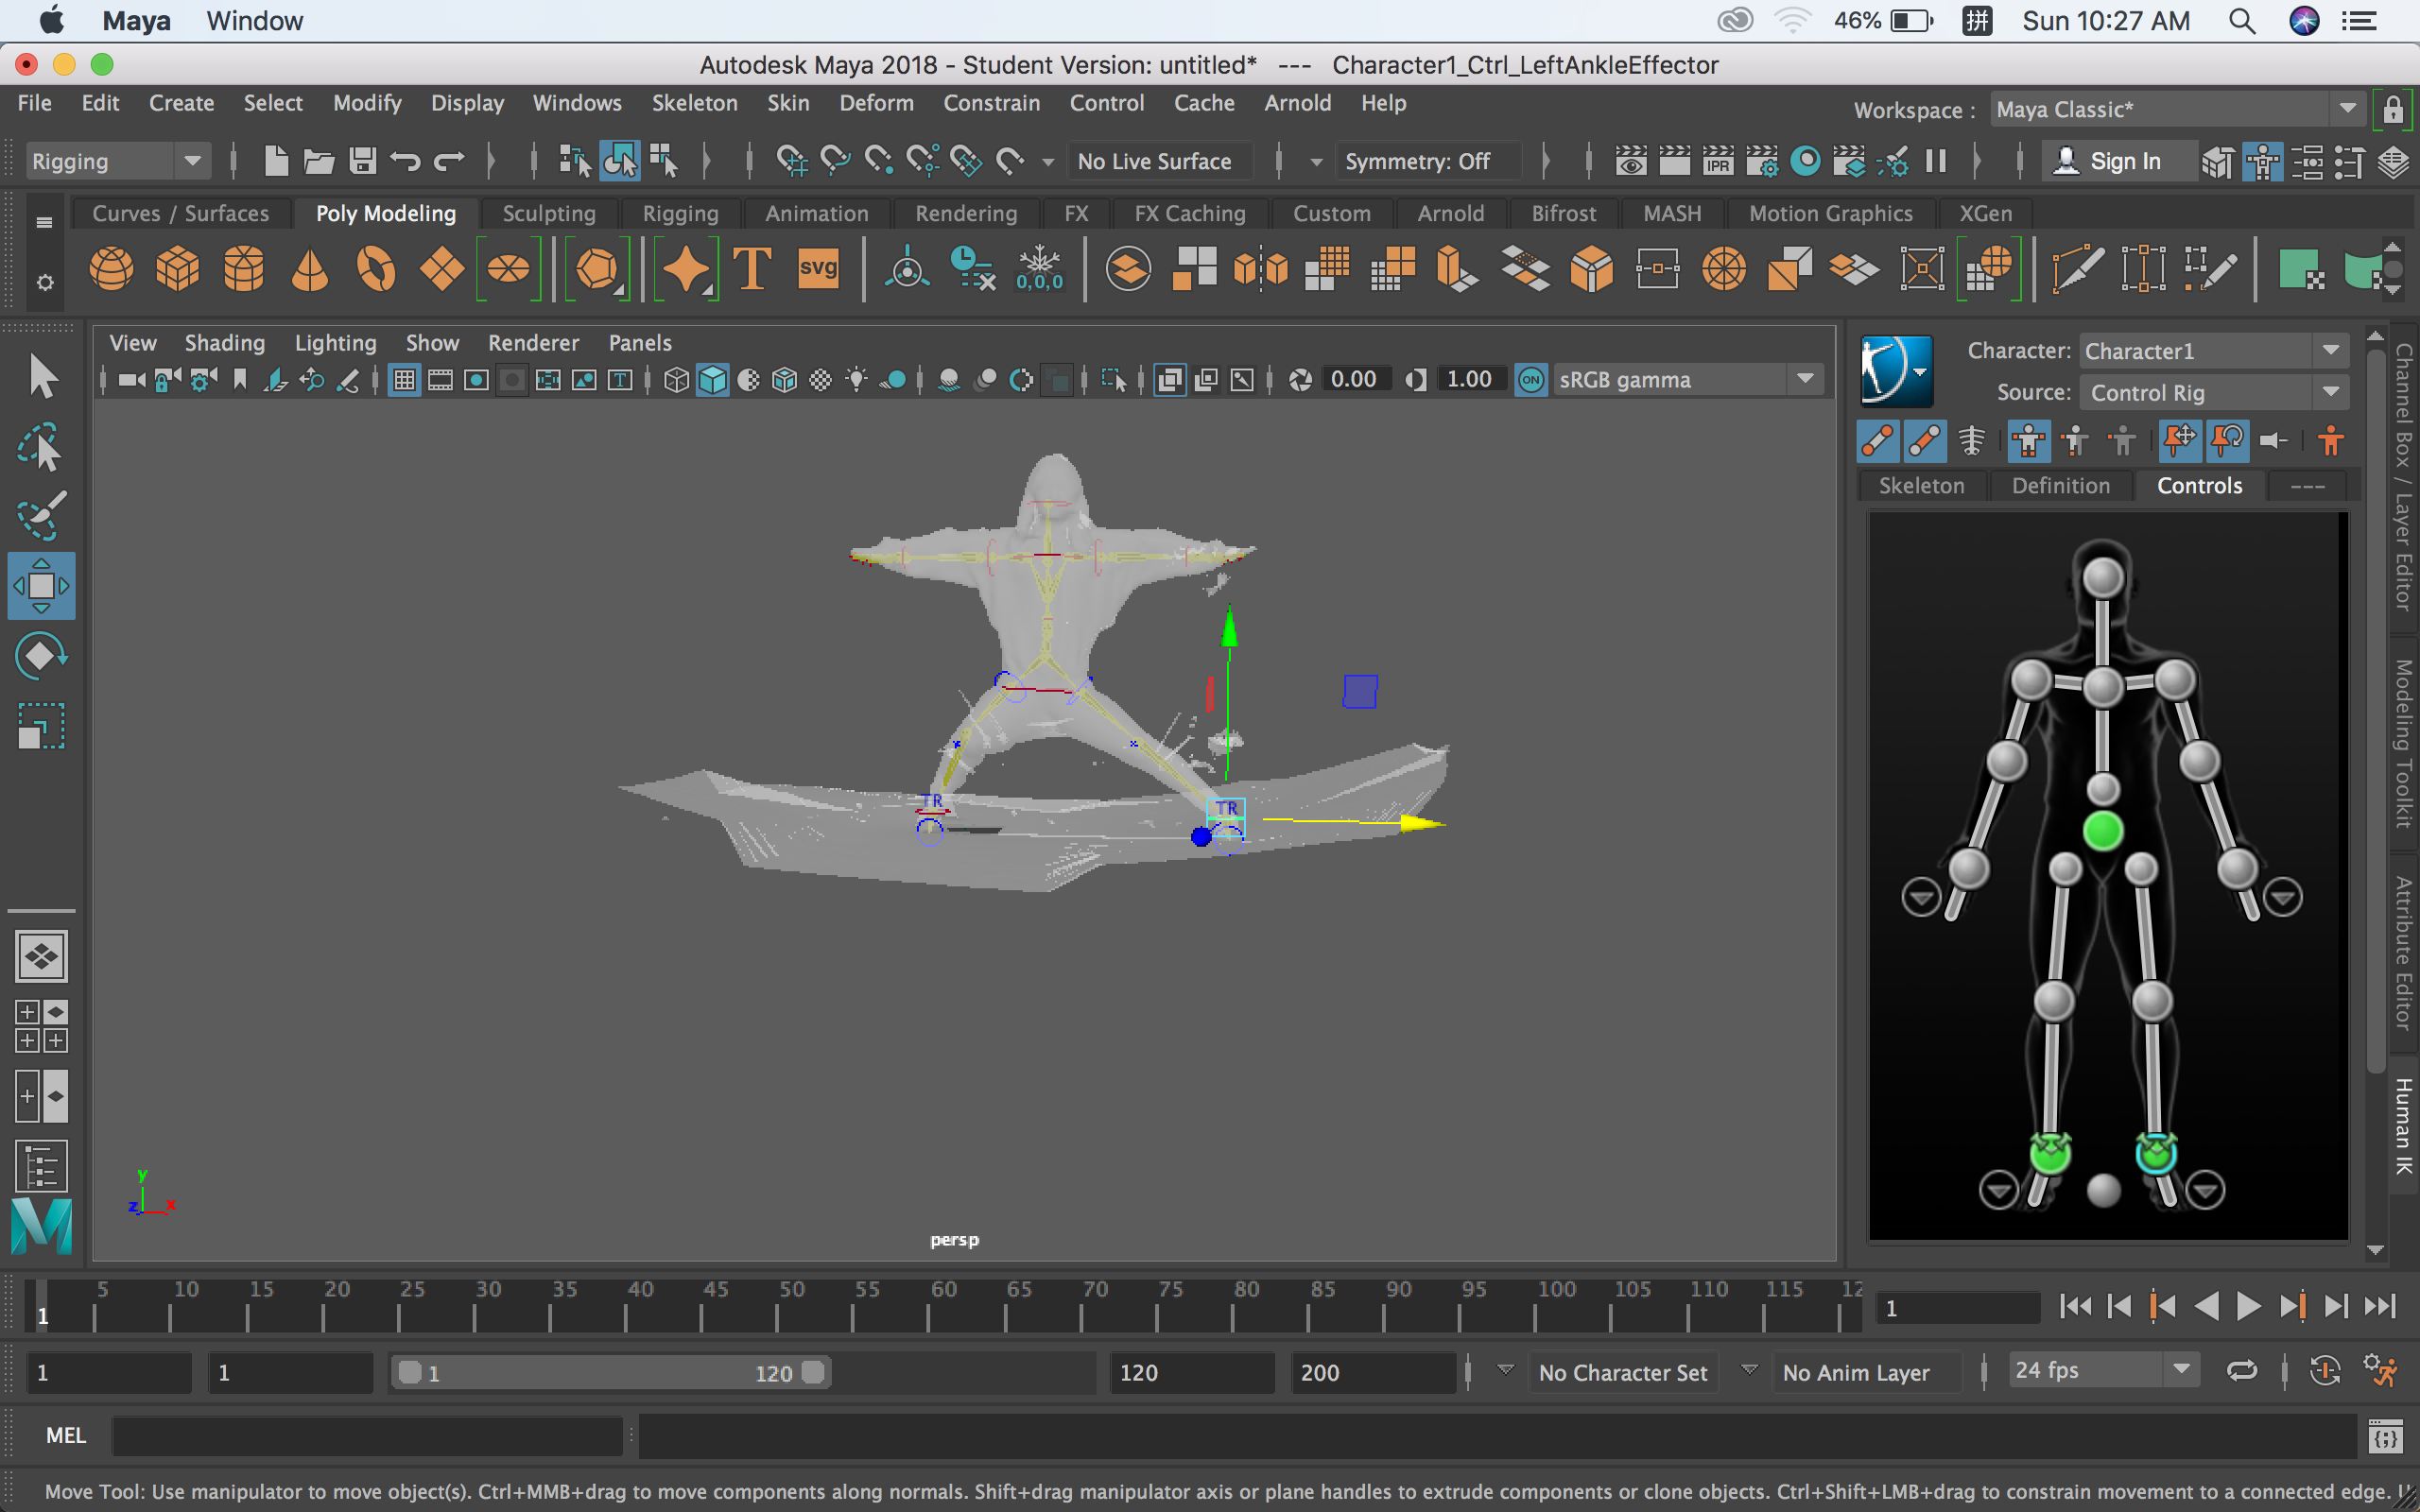 Maya Window 46% 拼 Sun 10:27 AM
Autodesk Maya 2018 - Student Version: untitled* --- Character1_Ctrl_LeftAnkleEffector
File Edit Create Select Modify Display Windows Skeleton Skin Deform Constrain Control Cache Arnold Help
Workspace : Maya Classic*
Rigging No Live Surface Symmetry: Off IPR Sign In
Curves / Surfaces Poly Modeling Sculpting Rigging Animation Rendering FX FX Caching Custom Arnold Bifrost MASH Motion Graphics XGen
T svg 0,0,0
View Shading Lighting Show Renderer Panels
T 0.00 1.00 ON sRGB gamma
Character: Character1
Source: Control Rig
Skeleton Definition Controls ---
Channel Box / Layer Editor
Modeling Toolkit
Attribute Editor
Human IK
TR
TR
y
z x
persp
5 10 15 20 25 30 35 40 45 50 55 60 65 70 75 80 85 90 95 100 105 110 115 12
1 1
1 1 1 120 120 200 No Character Set No Anim Layer 24 fps
MEL
Move Tool: Use manipulator to move object(s). Ctrl+MMB+drag to move components along normals. Shift+drag manipulator axis or plane handles to extrude components or clone objects. Ctrl+Shift+LMB+drag to constrain movement to a connected edge.